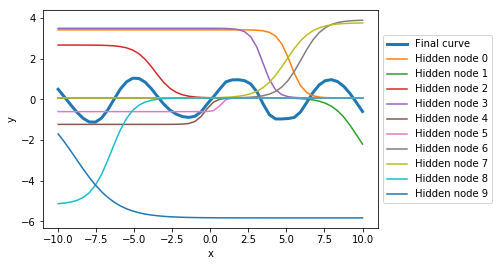 4
2
0
−2
−4
−6
y
−10.0 −7.5 −5.0 −2.5 0.0 2.5 5.0 7.5 10.0
x
Final curve
Hidden node 0
Hidden node 1
Hidden node 2
Hidden node 3
Hidden node 4
Hidden node 5
Hidden node 6
Hidden node 7
Hidden node 8
Hidden node 9